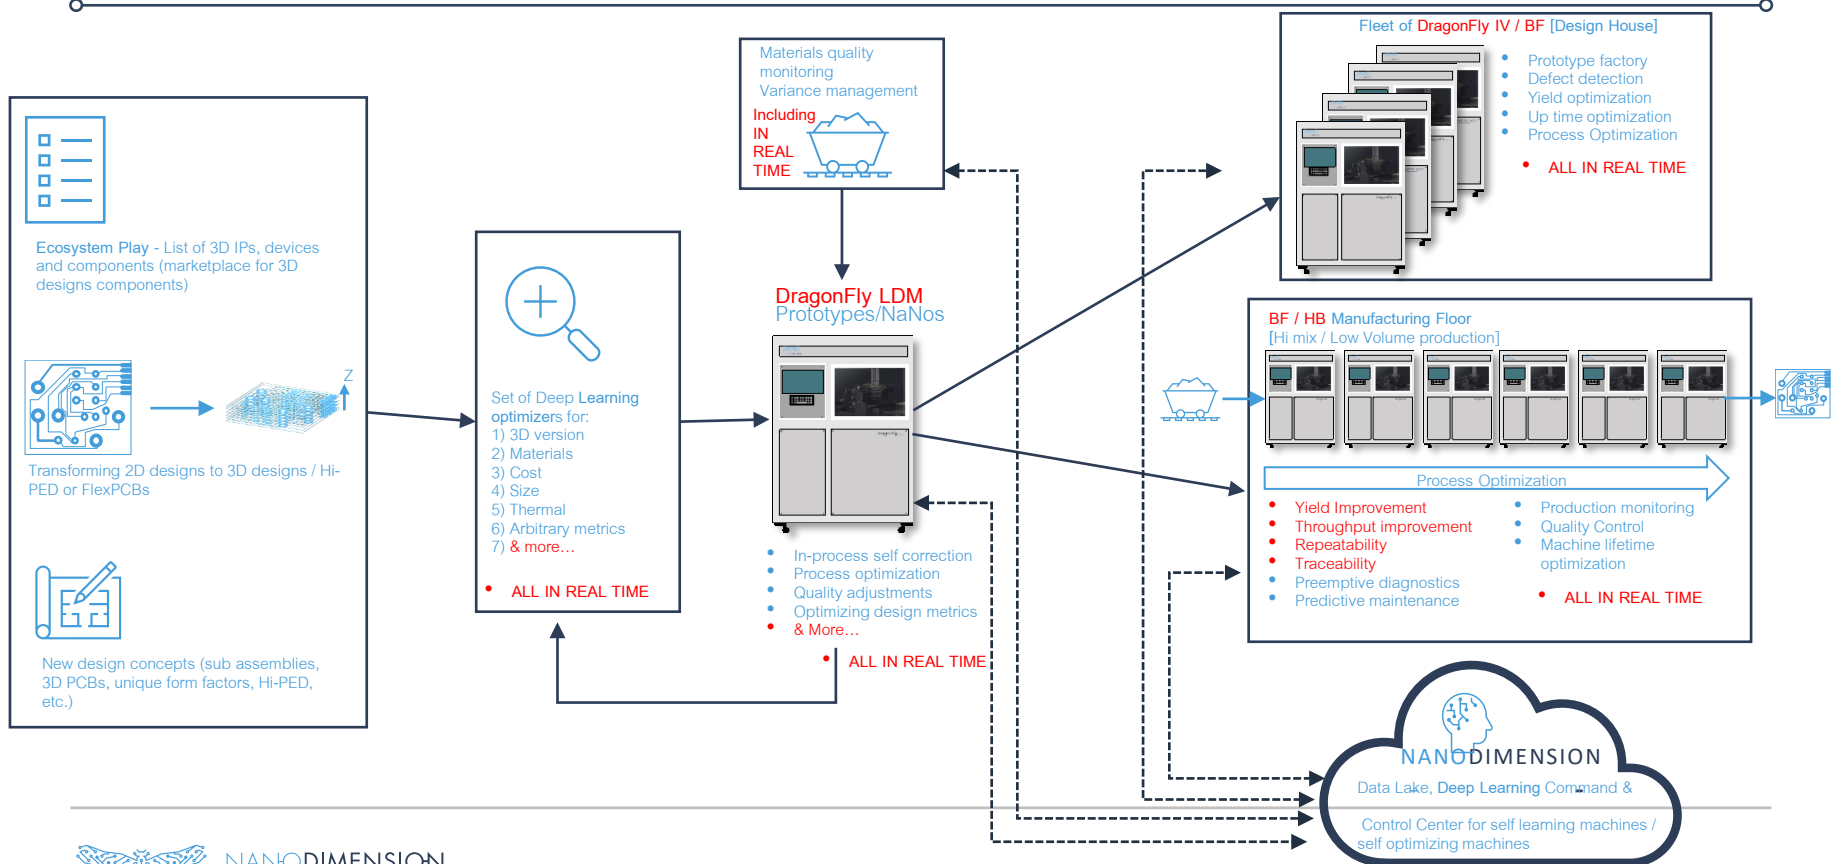 Ecosystem Play - List of 3D IPs, devices
and components (marketplace for 3D
designs components)
Z
Transforming 2D designs to 3D designs / Hi-
PED or FlexPCBs
New design concepts (sub assemblies,
3D PCBs, unique form factors, Hi-PED,
etc.)
Set of Deep Learning
optimizers for:
1) 3D version
2) Materials
3) Cost
4) Size
5) Thermal
6) Arbitrary metrics
7) & more…
• ALL IN REAL TIME
Materials quality
monitoring
Variance management
Including
IN
REAL
TIME
DragonFly LDM
Prototypes/NaNos
• In-process self correction
• Process optimization
• Quality adjustments
• Optimizing design metrics
• & More…
• ALL IN REAL TIME
Fleet of DragonFly IV / BF [Design House]
• Prototype factory
• Defect detection
• Yield optimization
• Up time optimization
• Process Optimization
• ALL IN REAL TIME
BF / HB Manufacturing Floor
[Hi mix / Low Volume production]
Process Optimization
• Yield Improvement
• Throughput improvement
• Repeatability
• Traceability
• Preemptive diagnostics
• Predictive maintenance
• Production monitoring
• Quality Control
• Machine lifetime
optimization
• ALL IN REAL TIME
NANODIMENSION
Data Lake, Deep Learning Command &
Control Center for self learning machines /
self optimizing machines
NANODIMENSION